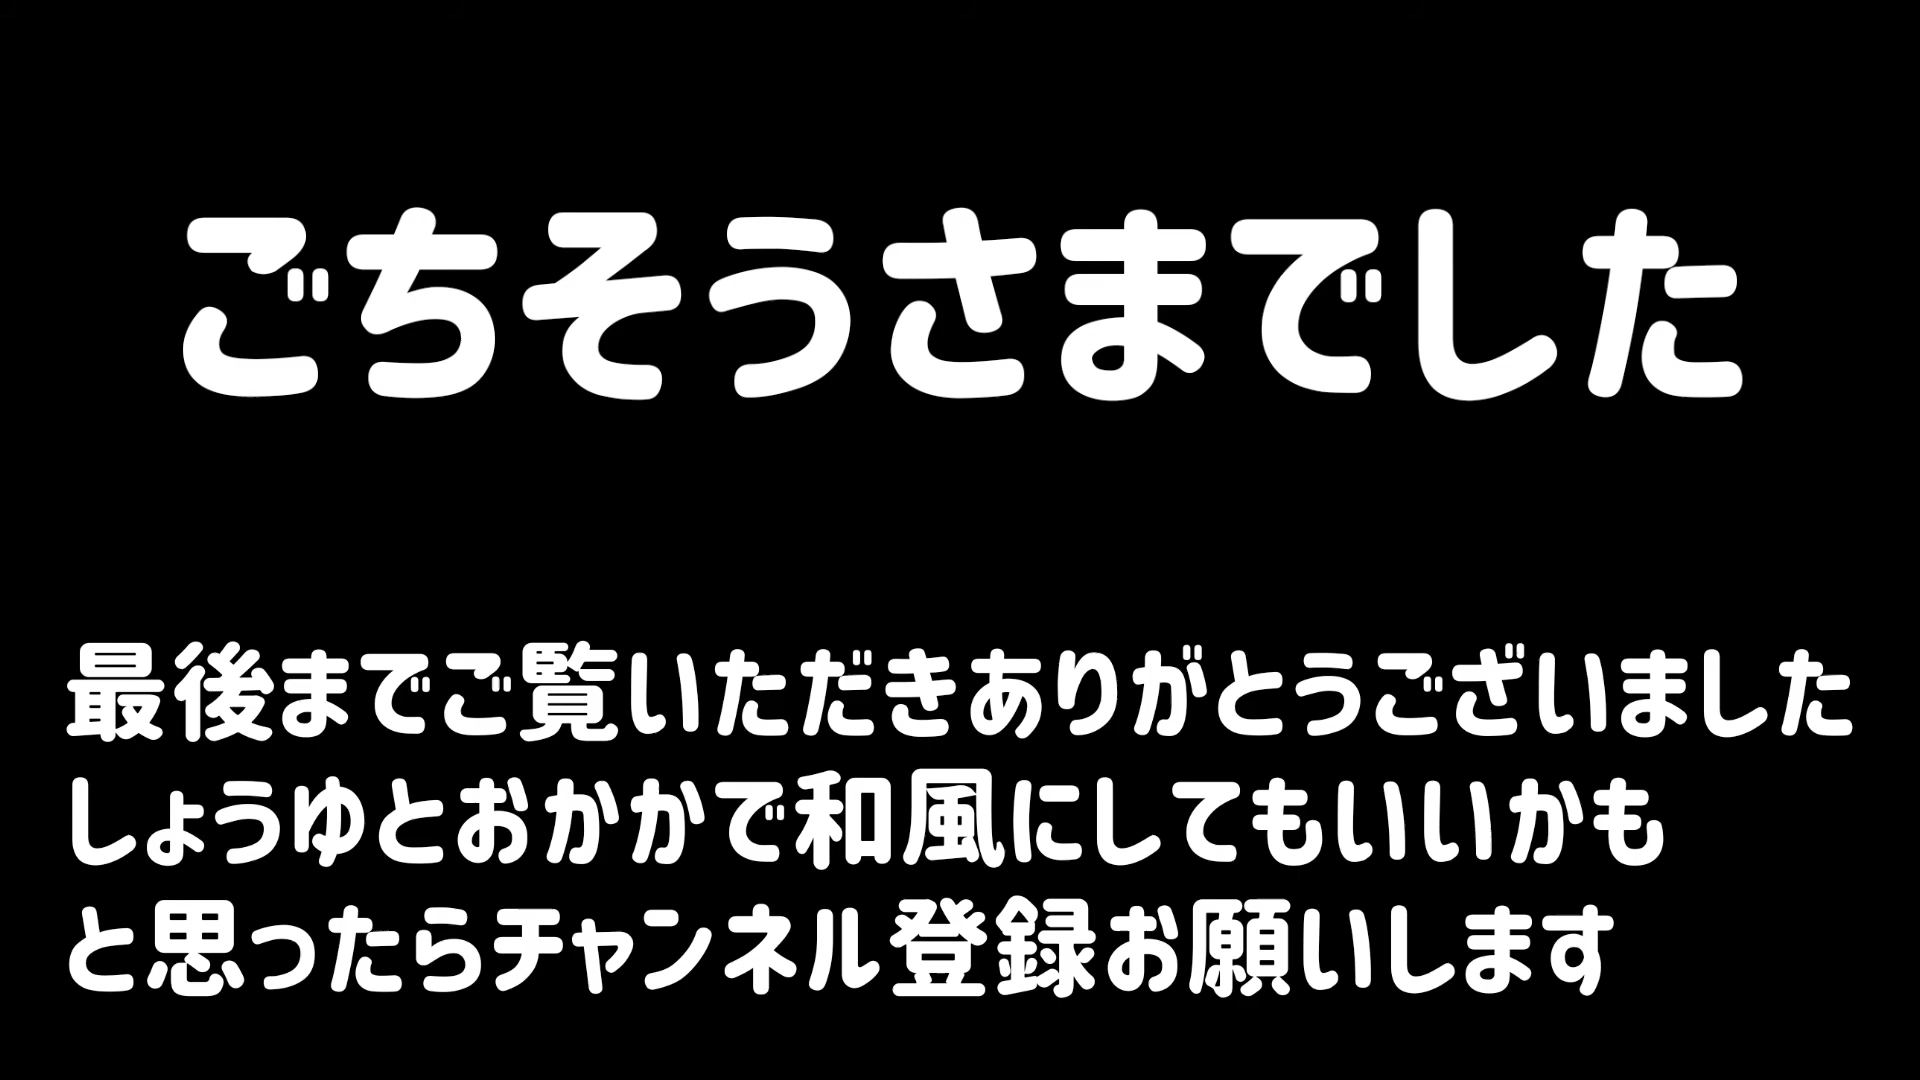 ごちそうさまでした
最後までご覧いただきありがとうございました
しょうゆとおかかで和風にしてもいいかも
と思ったらチャンネル登録お願いします